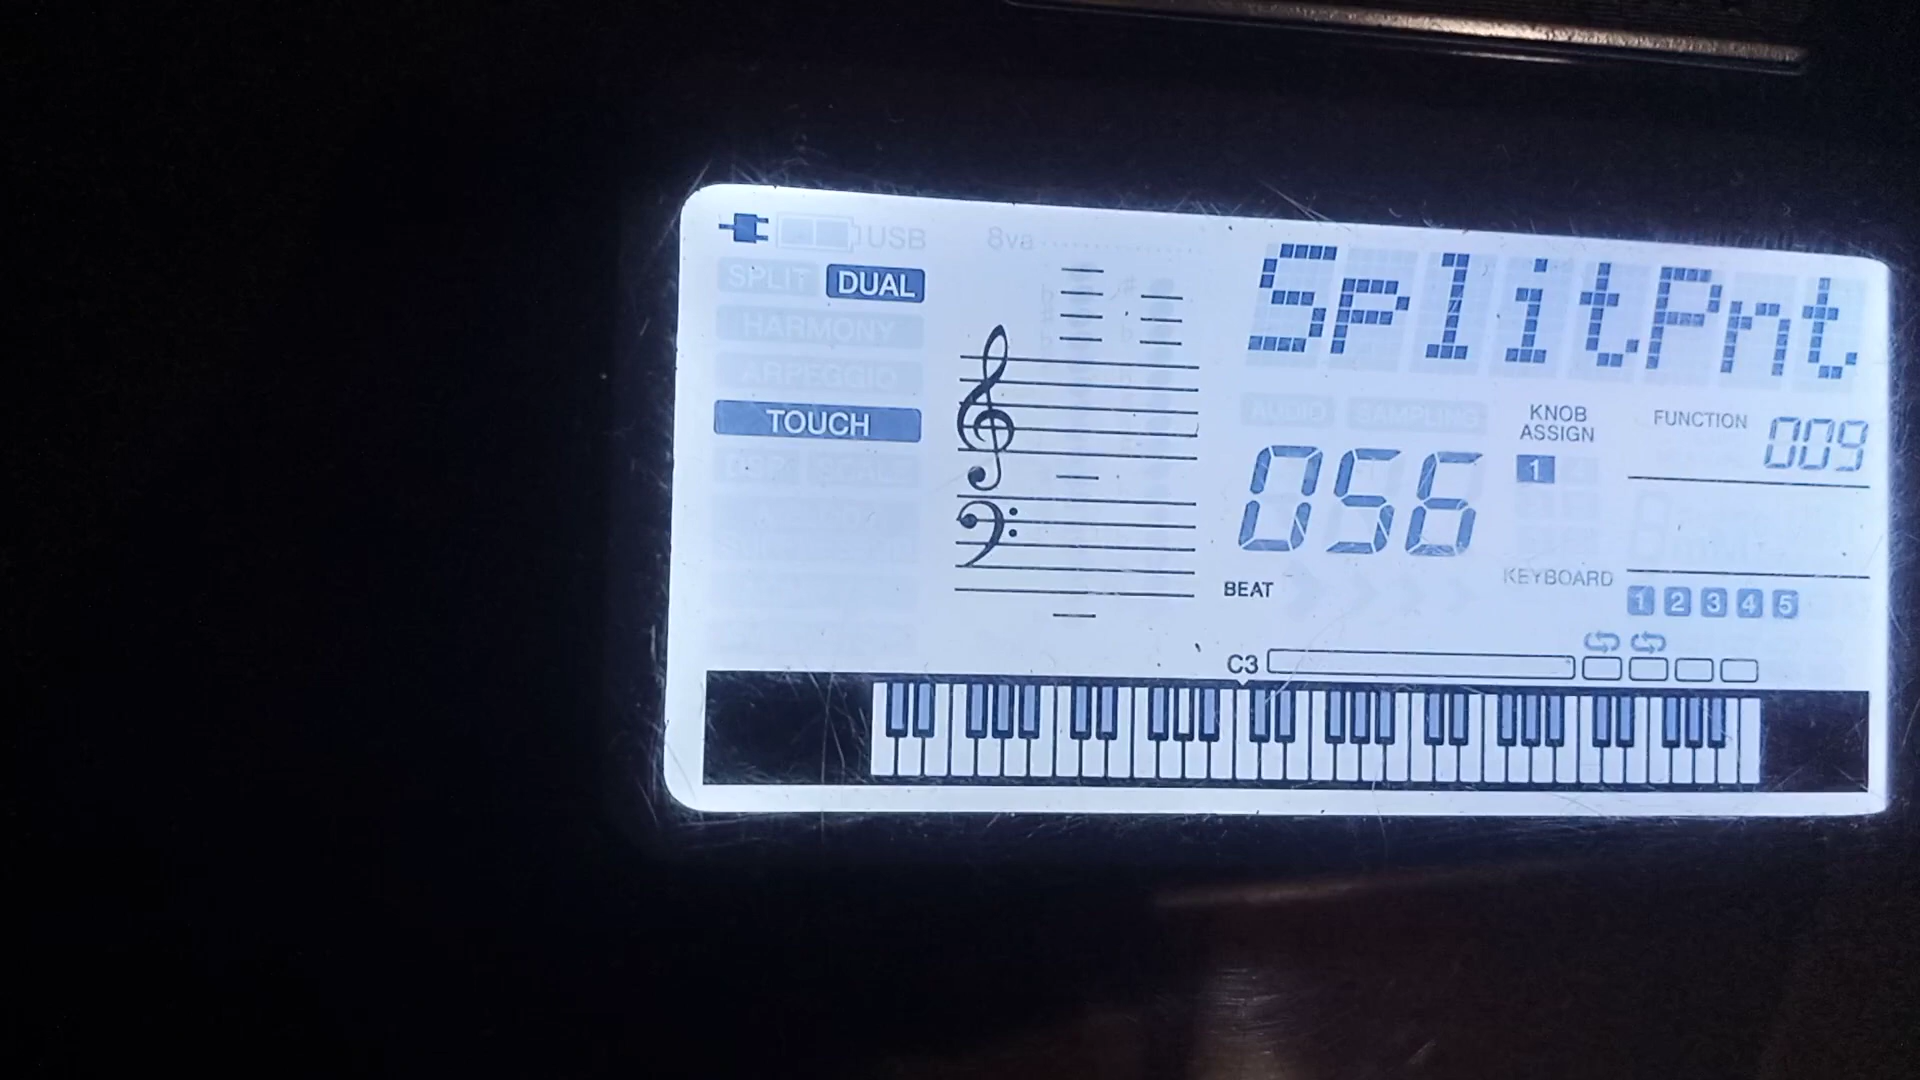 USB 8va
SPLIT DUAL
SplitPnt
HARMONY
ARPEGGIO
TOUCH
AUDIO SAMPLING
KNOB
ASSIGN
1
FUNCTION 009
056
BEAT
KEYBOARD
1 2 3 4 5
C3